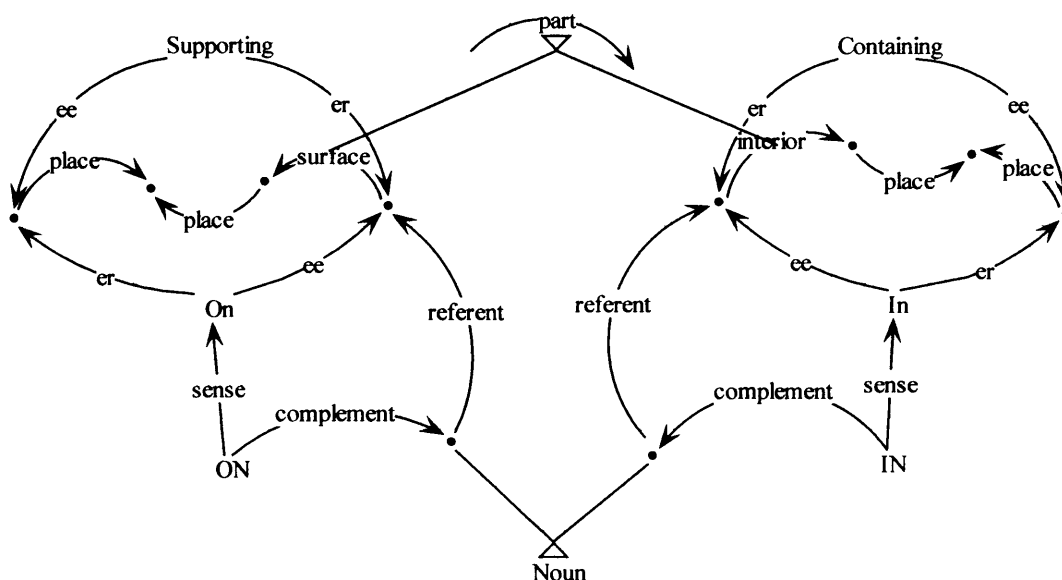 part
Supporting
Containing
ee
er
er
ee
place
surface
interior
place
place
place
er
ee
ee
er
On
In
referent
referent
sense
sense
complement
complement
ON
IN
Noun